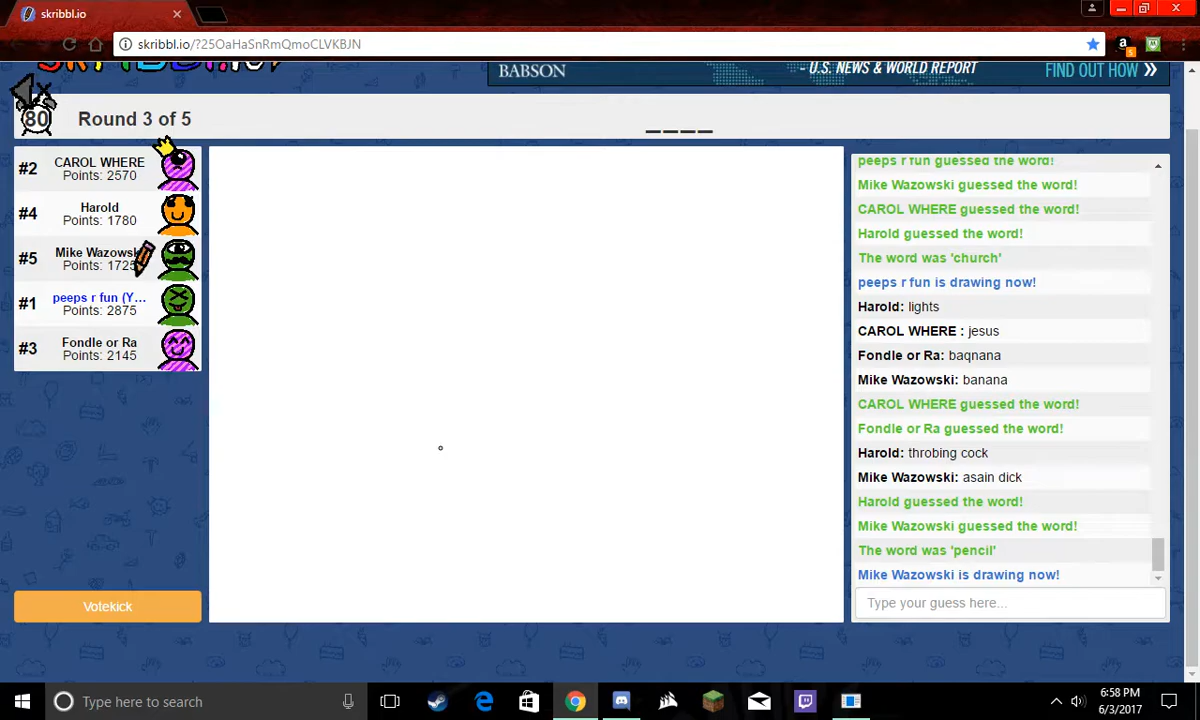 skribbl.io
skribbl.io/?25OaHaSnRmQmoCLVKBJN
BABSON
- U.S. NEWS & WORLD REPORT
FIND OUT HOW »
80
Round 3 of 5
_ _ _ _
#2
CAROL WHERE
Points: 2570
#4
Harold
Points: 1780
#5
Mike Wazowsk
Points: 1725
#1
peeps r fun (Y...
Points: 2875
#3
Fondle or Ra
Points: 2145
Votekick
peeps r fun guessed the word!
Mike Wazowski guessed the word!
CAROL WHERE guessed the word!
Harold guessed the word!
The word was 'church'
peeps r fun is drawing now!
Harold: lights
CAROL WHERE : jesus
Fondle or Ra: baqnana
Mike Wazowski: banana
CAROL WHERE guessed the word!
Fondle or Ra guessed the word!
Harold: throbing cock
Mike Wazowski: asain dick
Harold guessed the word!
Mike Wazowski guessed the word!
The word was 'pencil'
Mike Wazowski is drawing now!
Type your guess here...
Type here to search
6:58 PM
6/3/2017